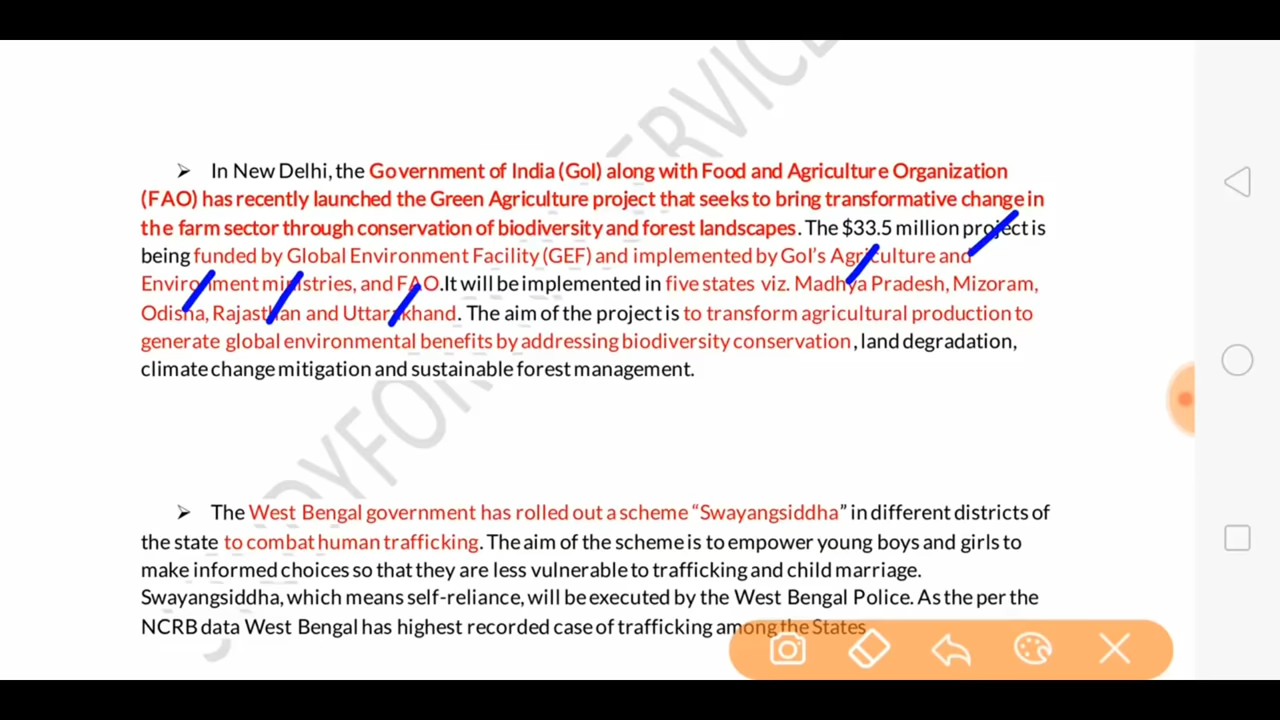 ➢ In New Delhi, the Government of India (GoI) along with Food and Agriculture Organization
(FAO) has recently launched the Green Agriculture project that seeks to bring transformative change in
the farm sector through conservation of biodiversity and forest landscapes. The $33.5 million project is
being funded by Global Environment Facility (GEF) and implemented by GoI’s Agriculture and
Environment ministries, and FAO.It will be implemented in five states viz. Madhya Pradesh, Mizoram,
Odisha, Rajasthan and Uttarakhand. The aim of the project is to transform agricultural production to
generate global environmental benefits by addressing biodiversity conservation, land degradation,
climate change mitigation and sustainable forest management.
➢ The West Bengal government has rolled out a scheme “Swayangsiddha” in different districts of
the state to combat human trafficking. The aim of the scheme is to empower young boys and girls to
make informed choices so that they are less vulnerable to trafficking and child marriage.
Swayangsiddha, which means self-reliance, will be executed by the West Bengal Police. As the per the
NCRB data West Bengal has highest recorded case of trafficking among the States